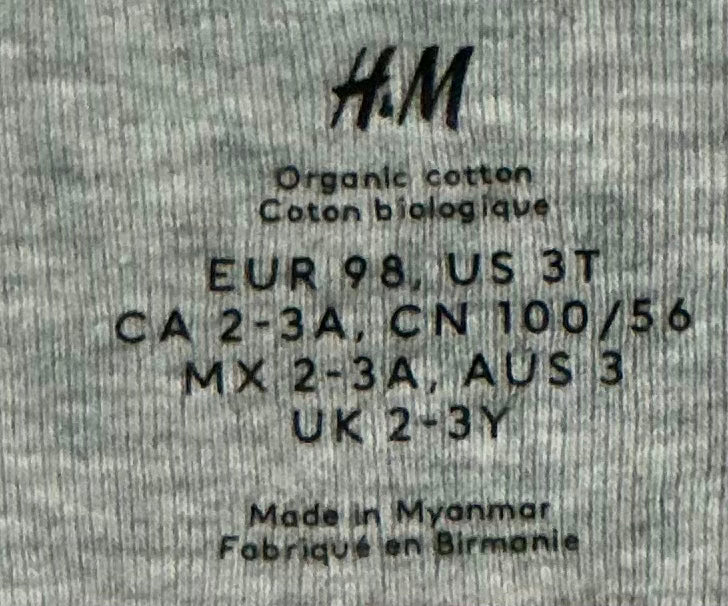 H&M
Organic cotton
Coton biologique
EUR 98, US 3T
CA 2-3A, CN 100/56
MX 2-3A, AUS 3
UK 2-3Y
Made in Myanmar
Fabriqué en Birmanie